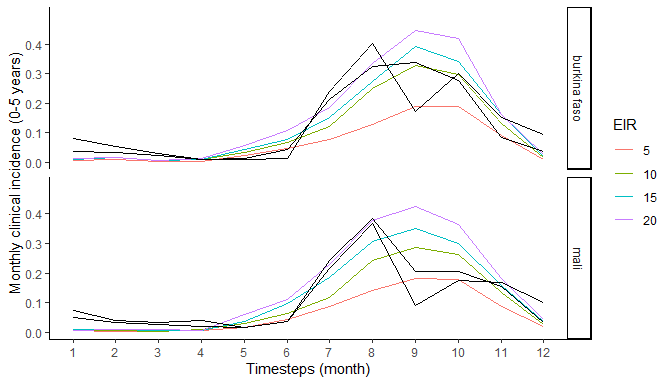 Monthly clinical incidence (0-5 years)
0.4
0.3
0.2
0.1
0.0
burkina faso
0.4
0.3
0.2
0.1
0.0
mali
1 2 3 4 5 6 7 8 9 10 11 12
Timesteps (month)
EIR
5
10
15
20